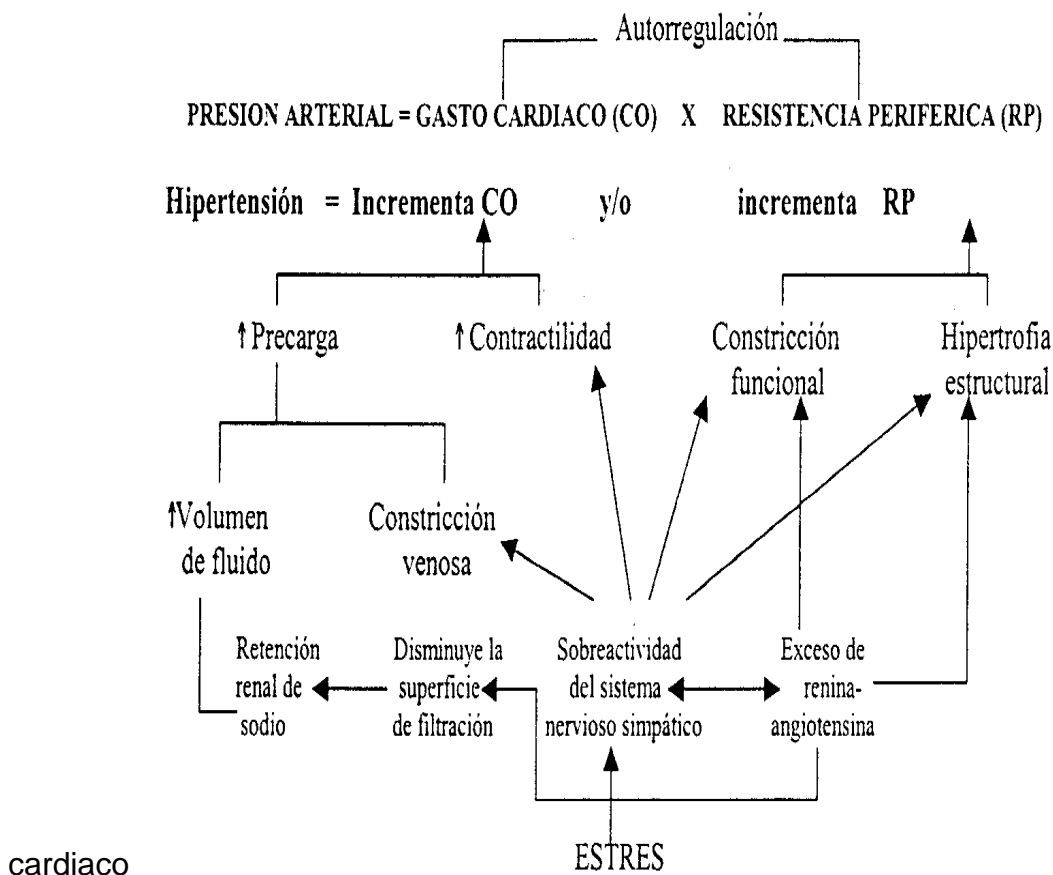 Autorregulación
PRESION ARTERIAL = GASTO CARDIACO (CO) X RESISTENCIA PERIFERICA (RP)
Hipertensión = Incrementa CO y/o incrementa RP
↑ Precarga
↑ Contractilidad
Constricción
funcional
Hipertrofia
estructural
↑Volumen
de fluido
Constricción
venosa
Retención
renal de
sodio
Disminuye la
superficie
de filtración
Sobreactividad
del sistema
nervioso simpático
Exceso de
renina-
angiotensina
ESTRES
cardiaco